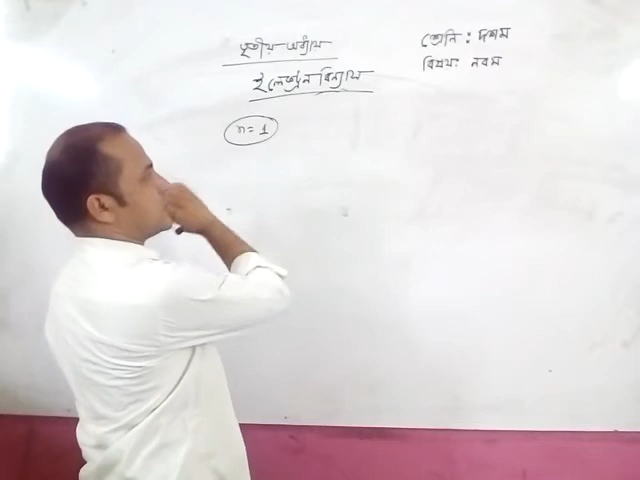 তৃতীয় অধ্যায়
ইলেকট্রন বিন্যাস
n = 1
শ্রেনি : দশম
বিষয়: নবম